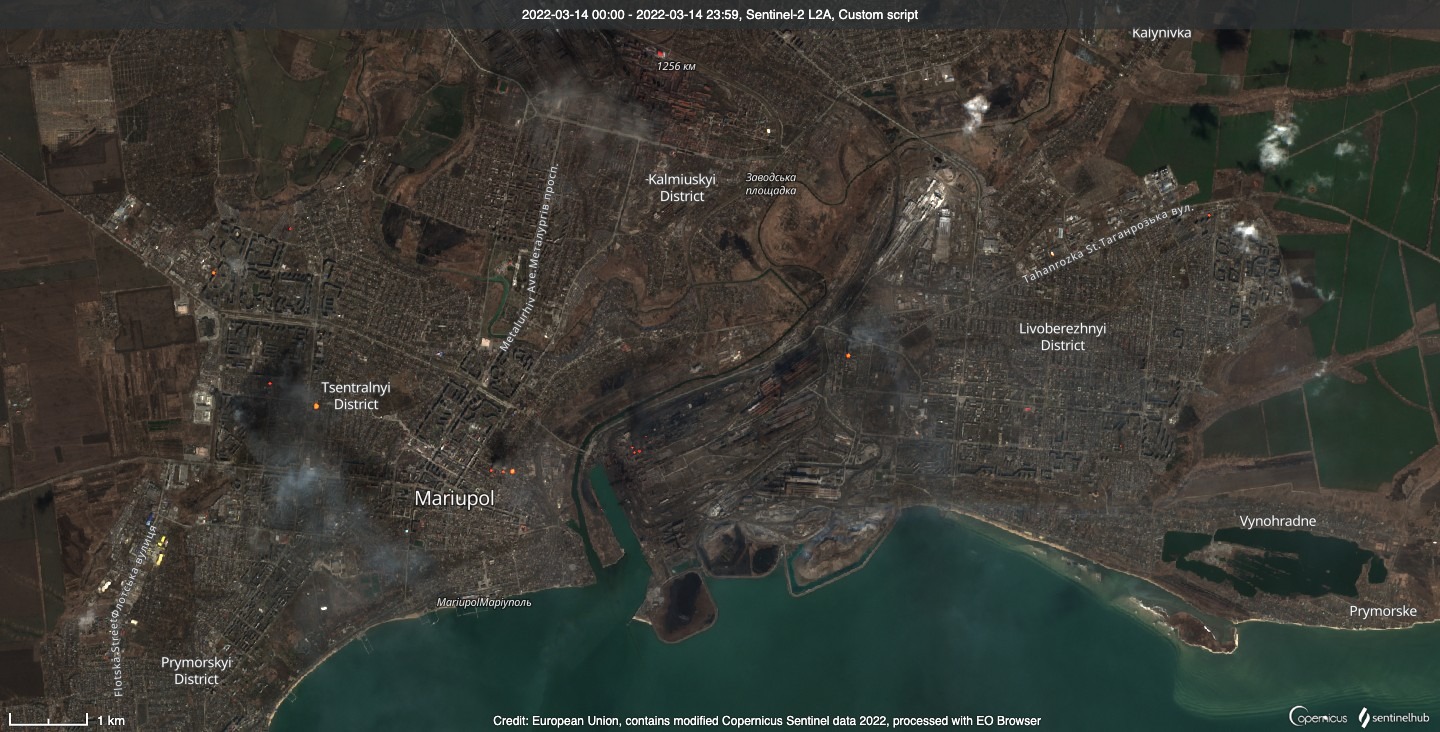 2022-03-14 00:00 - 2022-03-14 23:59, Sentinel-2 L2A, Custom script
Kalynivka
1256 км
Kalmiuskyi
District
Заводська
площадка
Metalurhiv Ave.Металургів просп.
Tahanrozka St.Таганрозька вул.
Livoberezhnyi
District
Tsentralnyi
District
Mariupol
Vynohradne
Flotska StreetФлотська вулиця
MariupolМаріуполь
Prymorske
Prymorskyi
District
1 km
Credit: European Union, contains modified Copernicus Sentinel data 2022, processed with EO Browser
Copernicus
sentinelhub